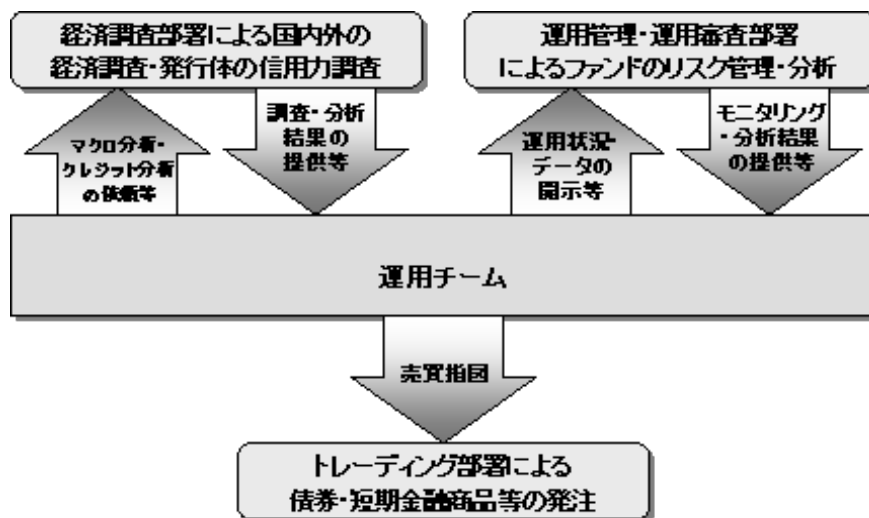 経済調査部署による国内外の
経済調査・発行体の信用力調査
運用管理・運用審査部署
によるファンドのリスク管理・分析
マクロ分析・
クレジット分析
の依頼等
調査・分析
結果の
提供等
運用状況・
データの
開示等
モニタリング
・分析結果
の提供等
運用チーム
売買指図
トレーディング部署による
債券・短期金融商品等の発注